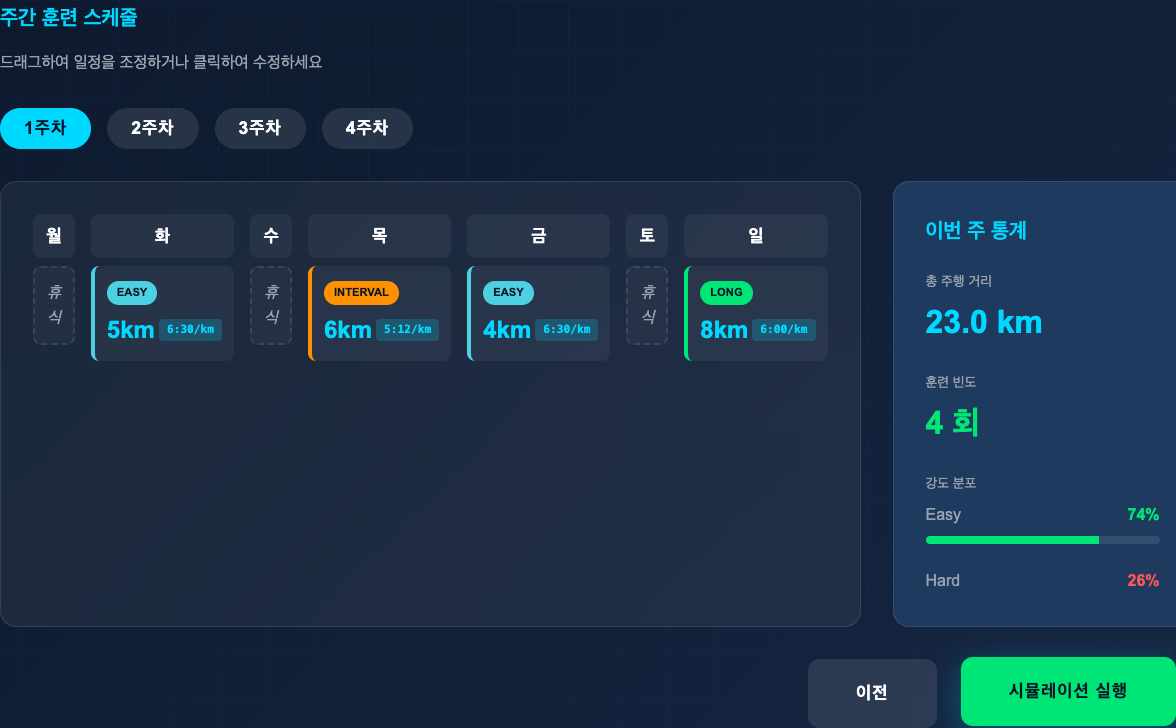 주간 훈련 스케줄
드래그하여 일정을 조정하거나 클릭하여 수정하세요
1주차 2주차 3주차 4주차
월 화 수 목 금 토 일
휴
식
EASY
5km 6:30/km
휴
식
INTERVAL
6km 5:12/km
EASY
4km 6:30/km
휴
식
LONG
8km 6:00/km
이번 주 통계
총 주행 거리
23.0 km
훈련 빈도
4 회
강도 분포
Easy 74%
Hard 26%
이전 시뮬레이션 실행